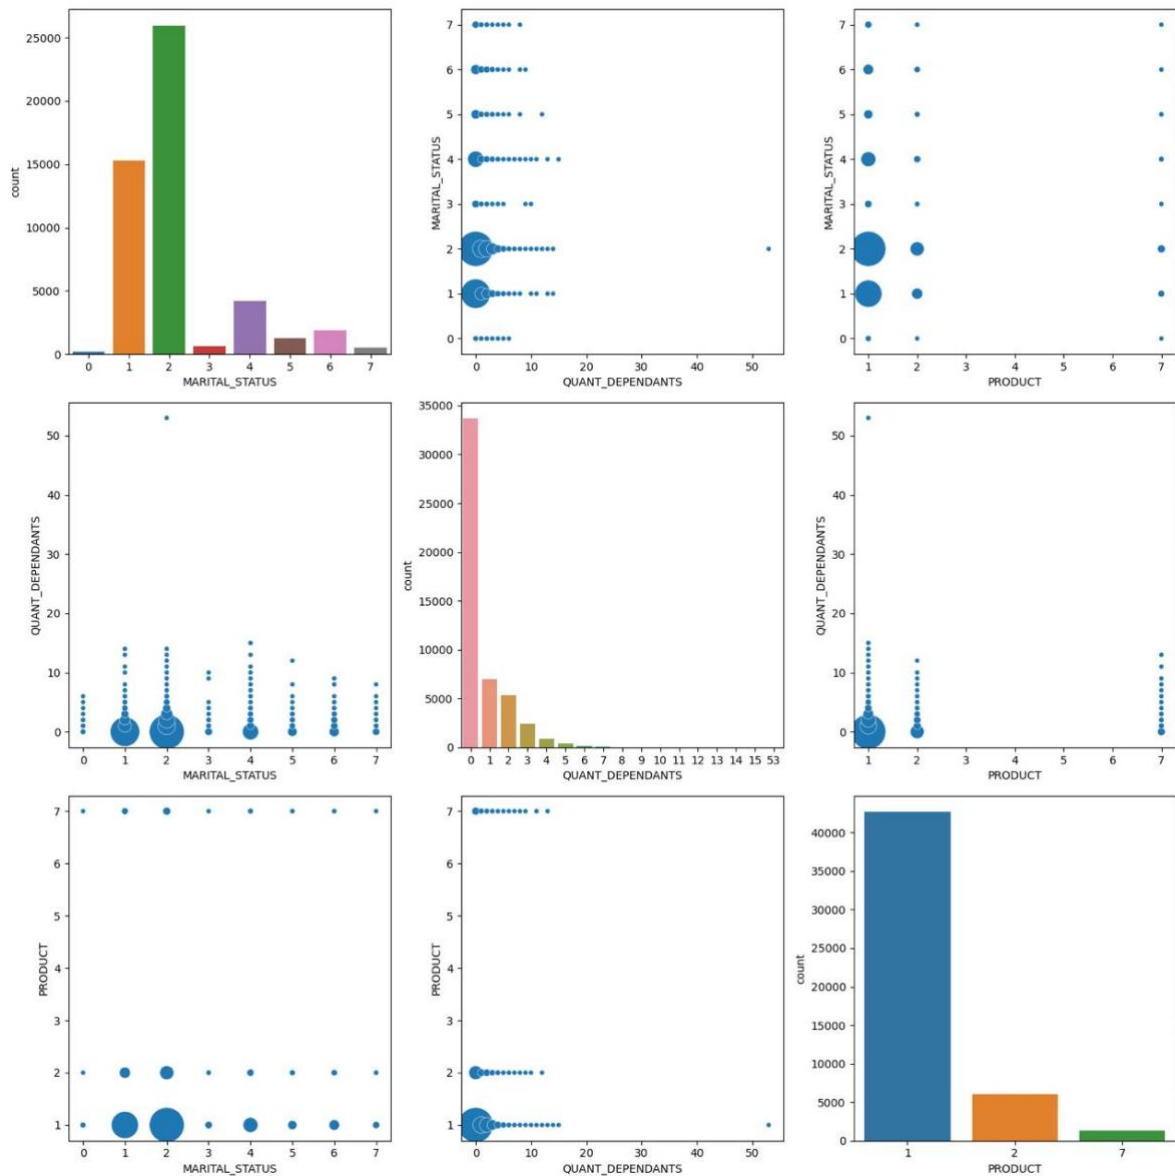 25000
20000
15000
10000
5000
0
count
0 1 2 3 4 5 6 7
MARITAL_STATUS
7
6
5
4
3
2
1
0
MARITAL_STATUS
0 10 20 30 40 50
QUANT_DEPENDANTS
7
6
5
4
3
2
1
0
MARITAL_STATUS
1 2 3 4 5 6 7
PRODUCT
50
40
30
20
10
0
QUANT_DEPENDANTS
0 1 2 3 4 5 6 7
MARITAL_STATUS
35000
30000
25000
20000
15000
10000
5000
0
count
0 1 2 3 4 5 6 7 8 9 10 11 12 13 14 15 53
QUANT_DEPENDANTS
50
40
30
20
10
0
QUANT_DEPENDANTS
1 2 3 4 5 6 7
PRODUCT
7
6
5
4
3
2
1
PRODUCT
0 1 2 3 4 5 6 7
MARITAL_STATUS
7
6
5
4
3
2
1
PRODUCT
0 10 20 30 40 50
QUANT_DEPENDANTS
40000
35000
30000
25000
20000
15000
10000
5000
0
count
1 2 7
PRODUCT